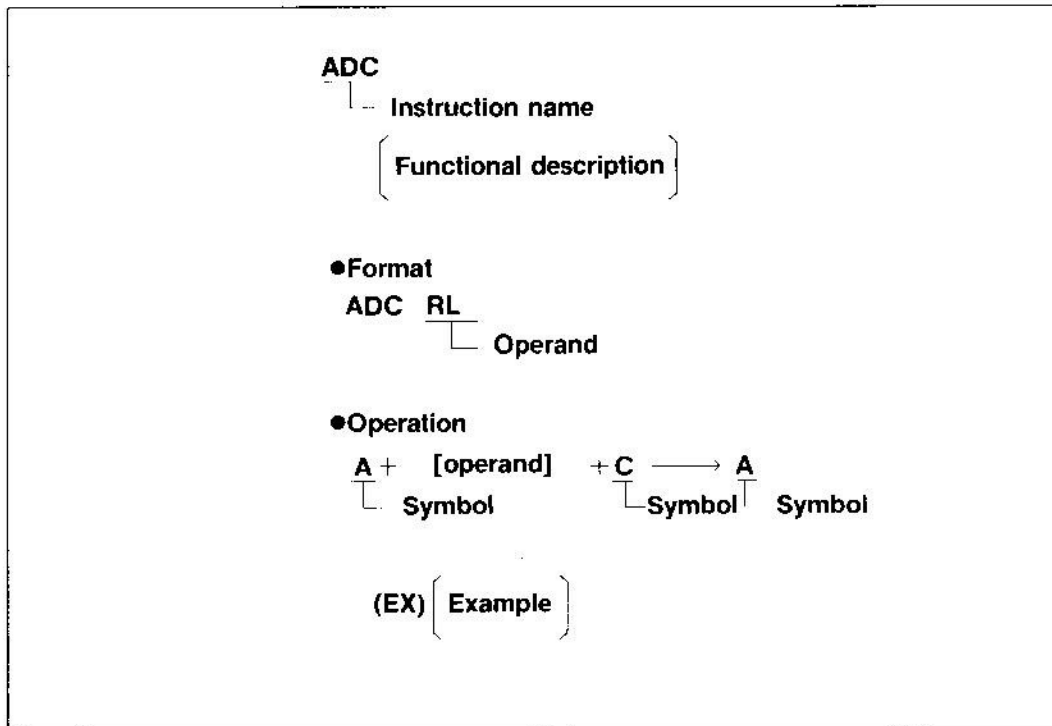 ADC
Instruction name
Functional description
●Format
ADC RL
Operand
●Operation
A + [operand] + C → A
Symbol Symbol Symbol
(EX) Example